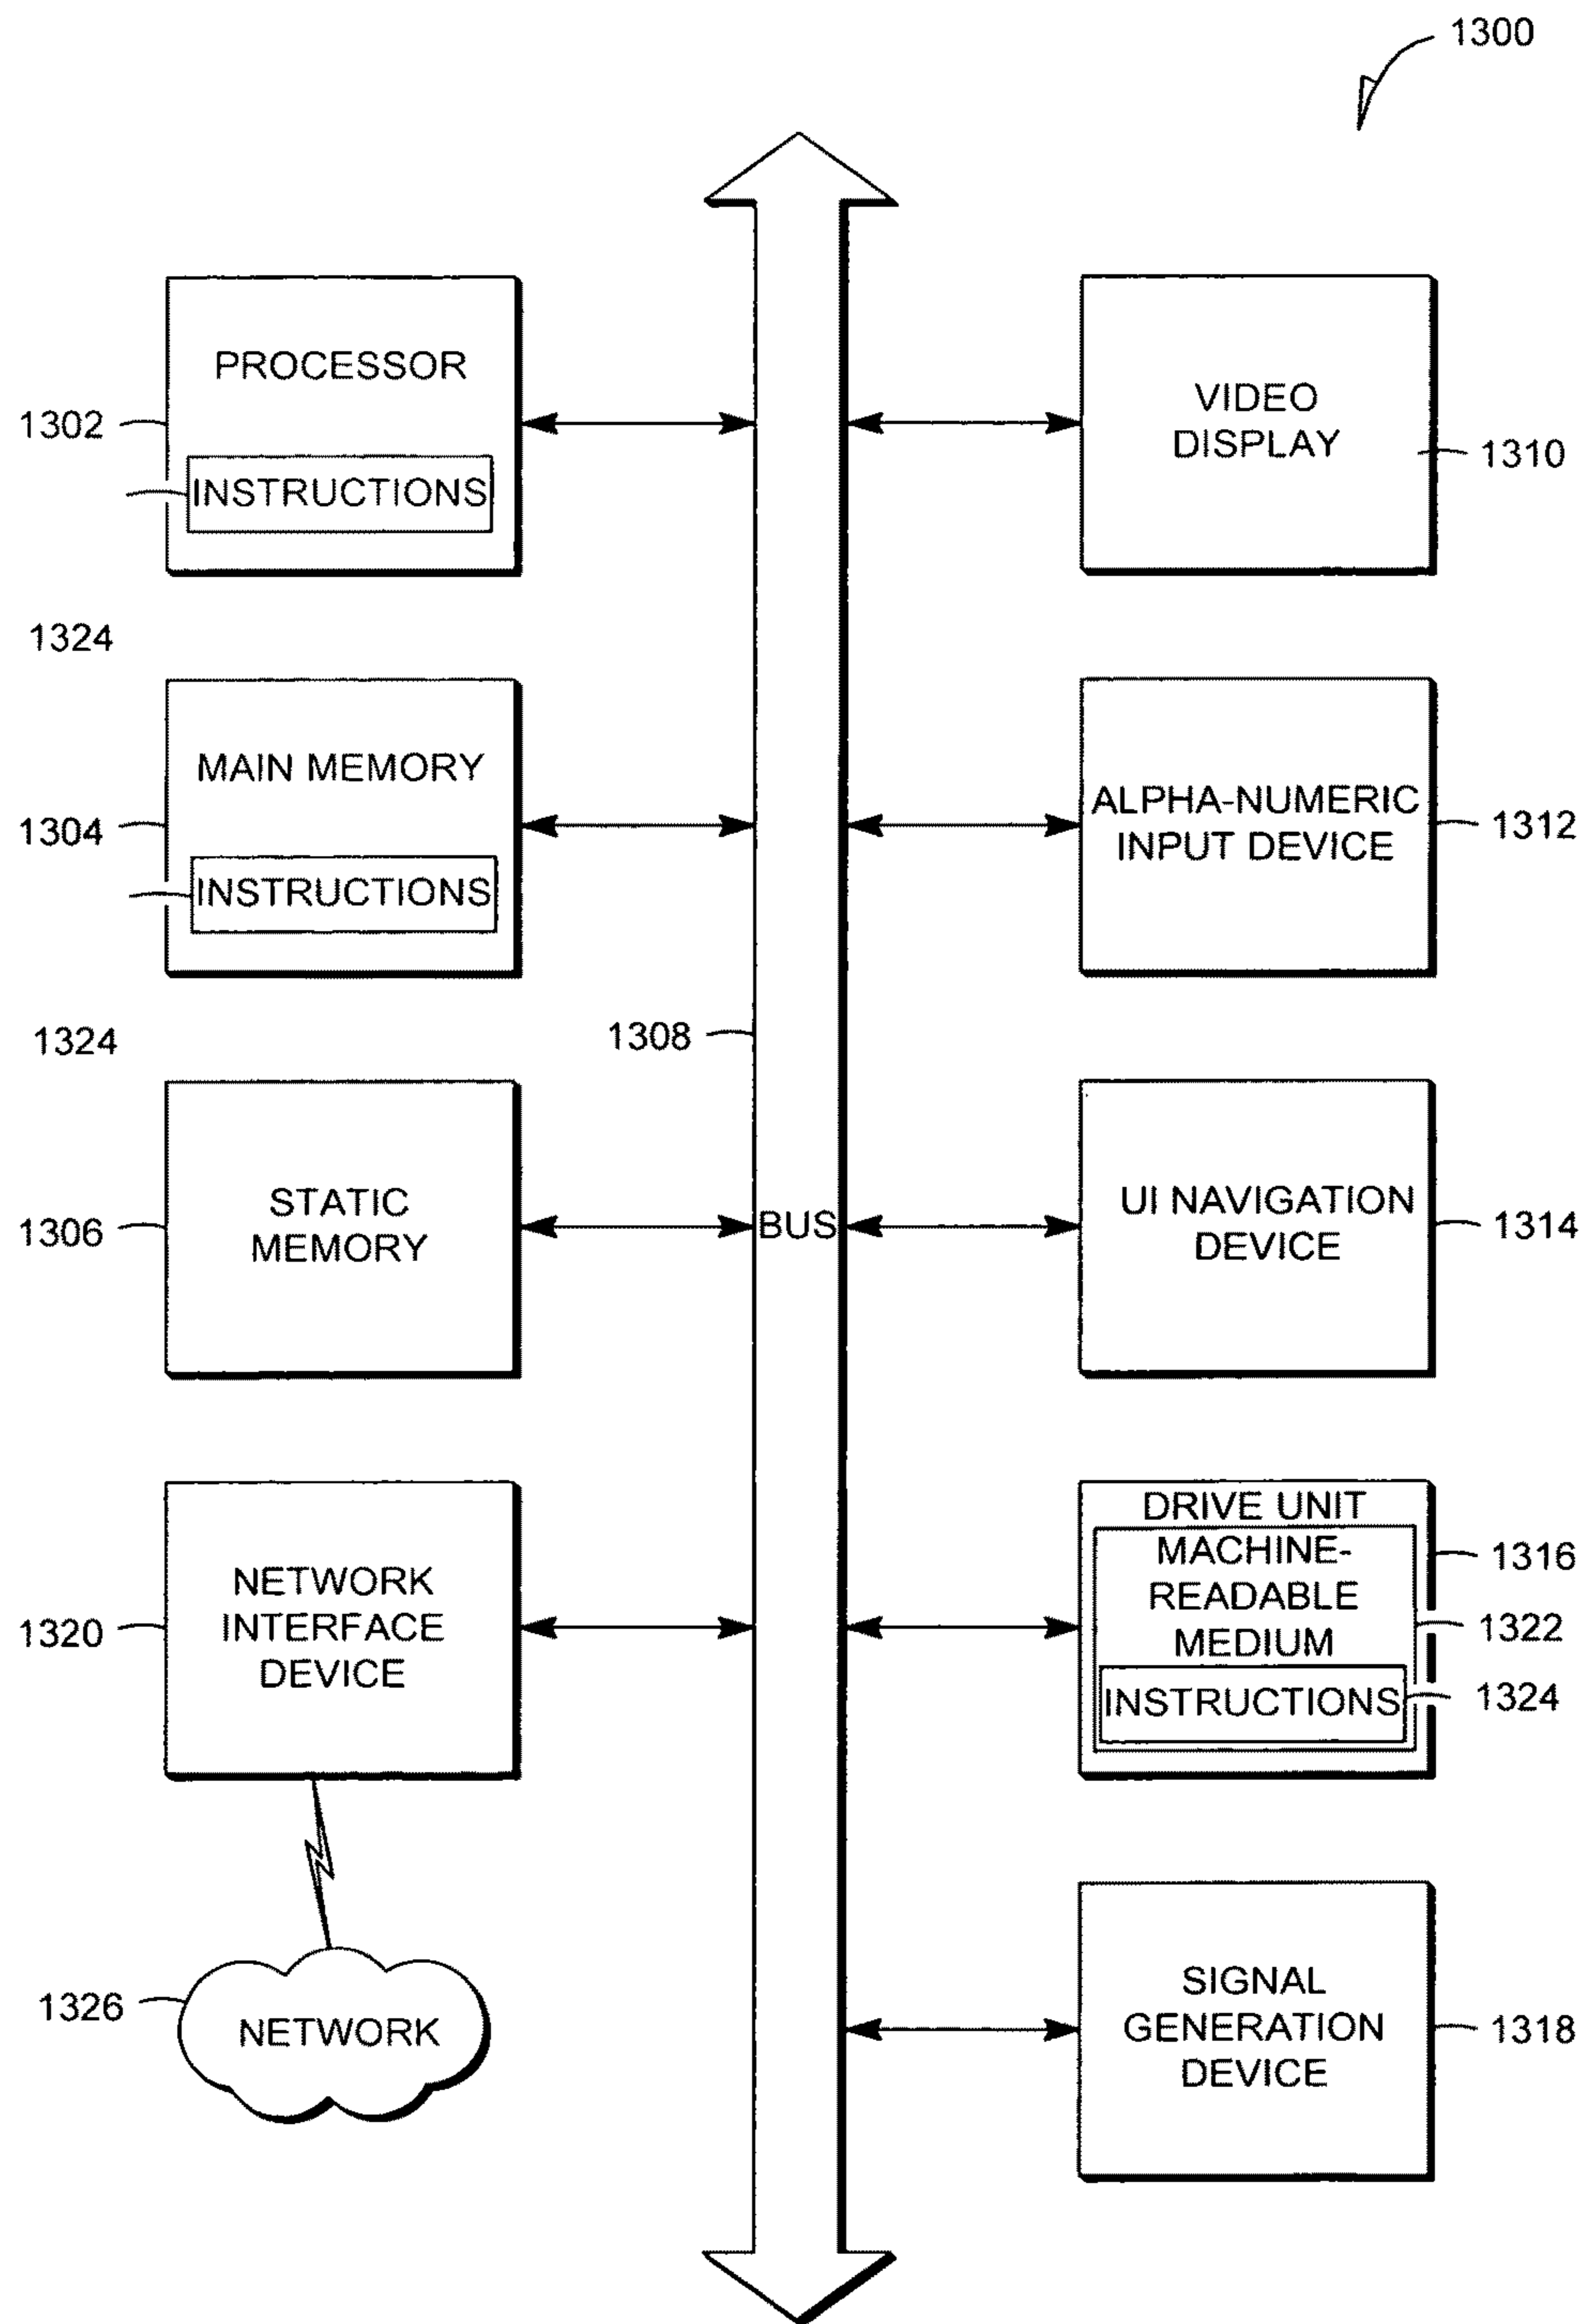 1300
PROCESSOR
1302
INSTRUCTIONS
1324
MAIN MEMORY
1304
INSTRUCTIONS
1324
STATIC
MEMORY
1306
NETWORK
INTERFACE
DEVICE
1320
1326
NETWORK
1308
BUS
VIDEO
DISPLAY
1310
ALPHA-NUMERIC
INPUT DEVICE
1312
UI NAVIGATION
DEVICE
1314
DRIVE UNIT
MACHINE-
READABLE
MEDIUM
1316
1322
INSTRUCTIONS
1324
SIGNAL
GENERATION
DEVICE
1318